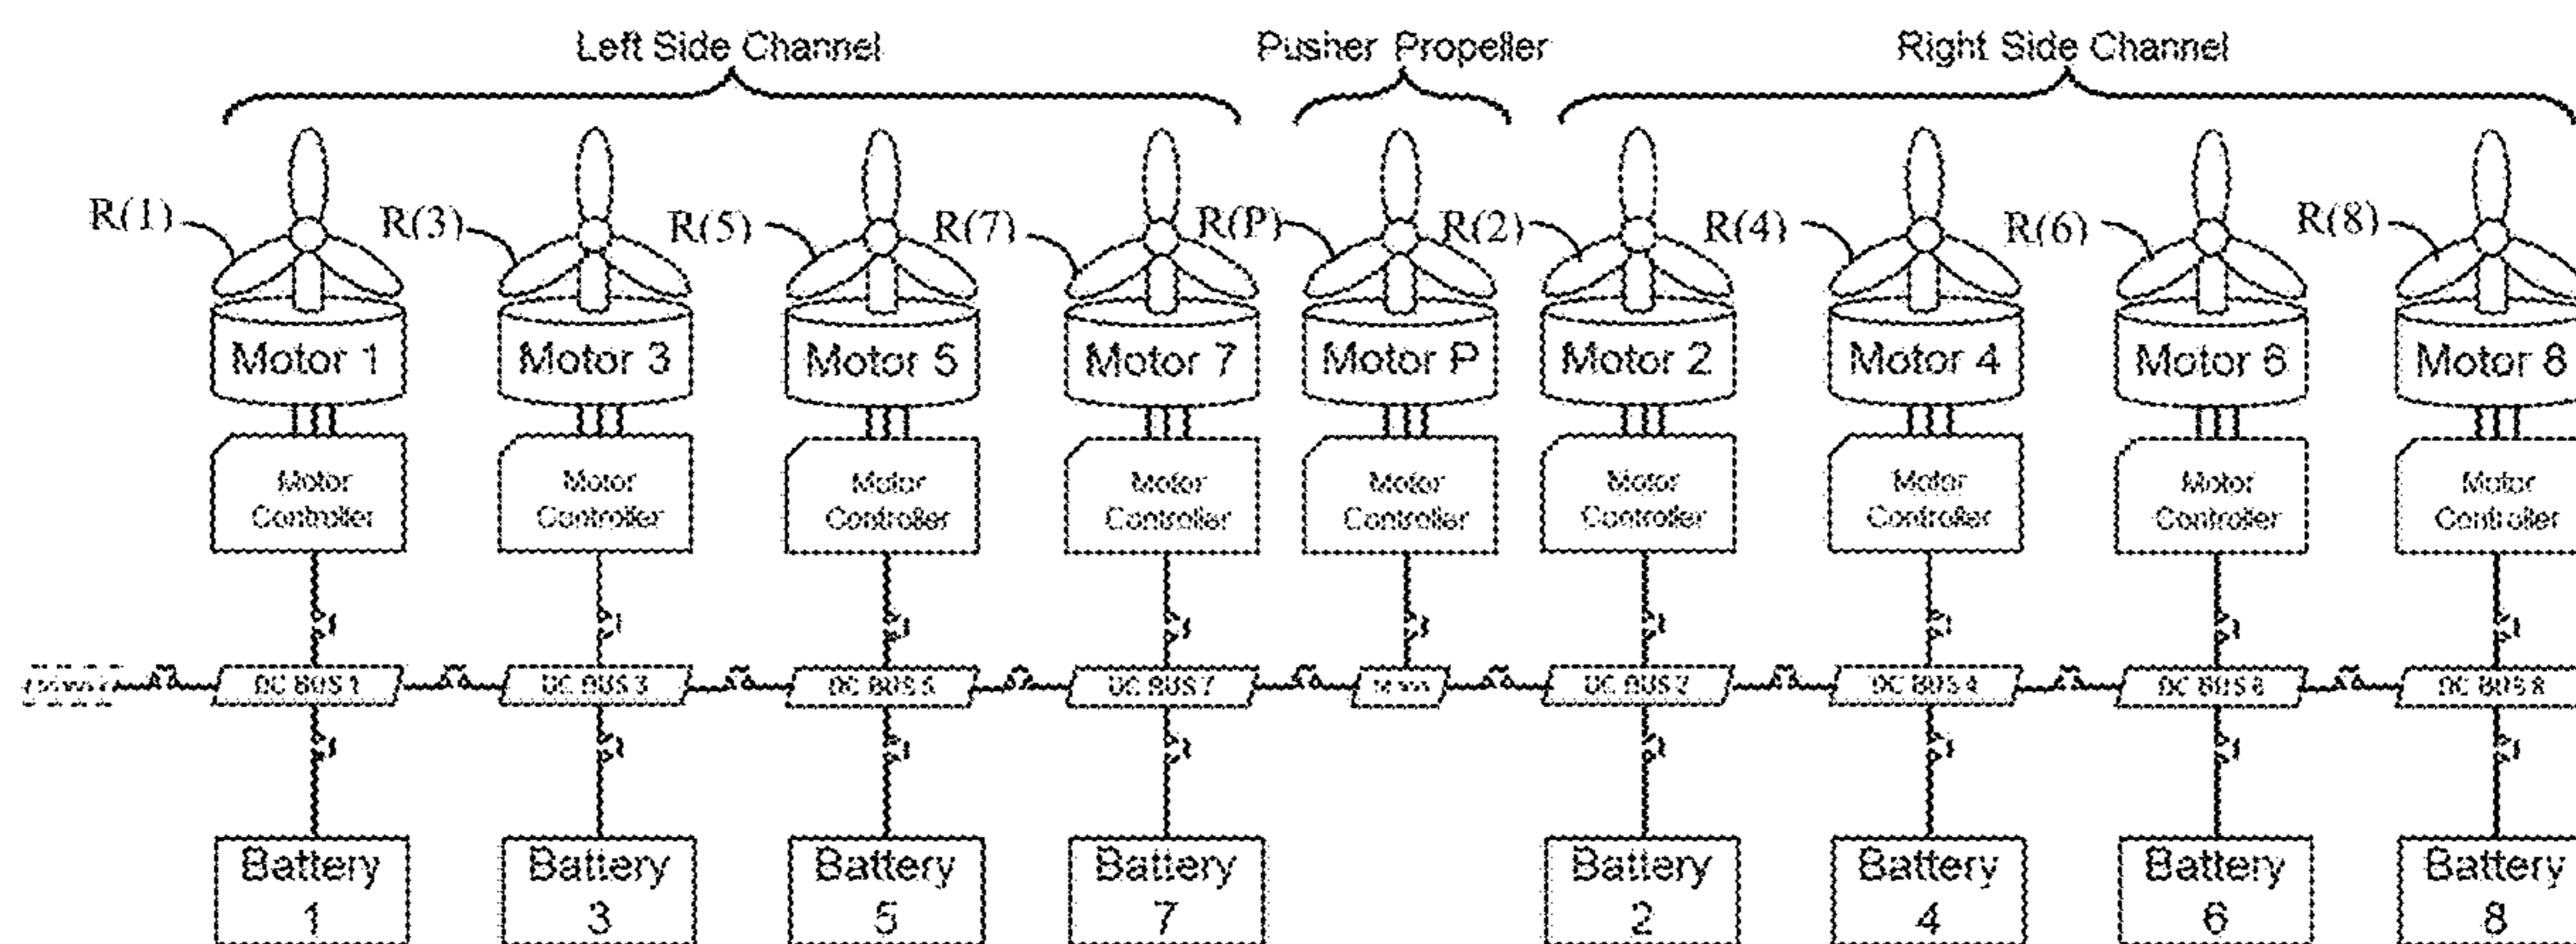 Left Side Channel
Pusher Propeller
Right Side Channel
R(1)
R(3)
R(5)
R(7)
R(P)
R(2)
R(4)
R(6)
R(8)
Motor 1
Motor 3
Motor 5
Motor 7
Motor P
Motor 2
Motor 4
Motor 6
Motor 8
Motor
Controller
Motor
Controller
Motor
Controller
Motor
Controller
Motor
Controller
Motor
Controller
Motor
Controller
Motor
Controller
Motor
Controller
DC BUS 1
DC BUS 3
DC BUS 5
DC BUS 7
DC BUS 2
DC BUS 4
DC BUS 6
DC BUS 8
Battery
1
Battery
3
Battery
5
Battery
7
Battery
2
Battery
4
Battery
6
Battery
8